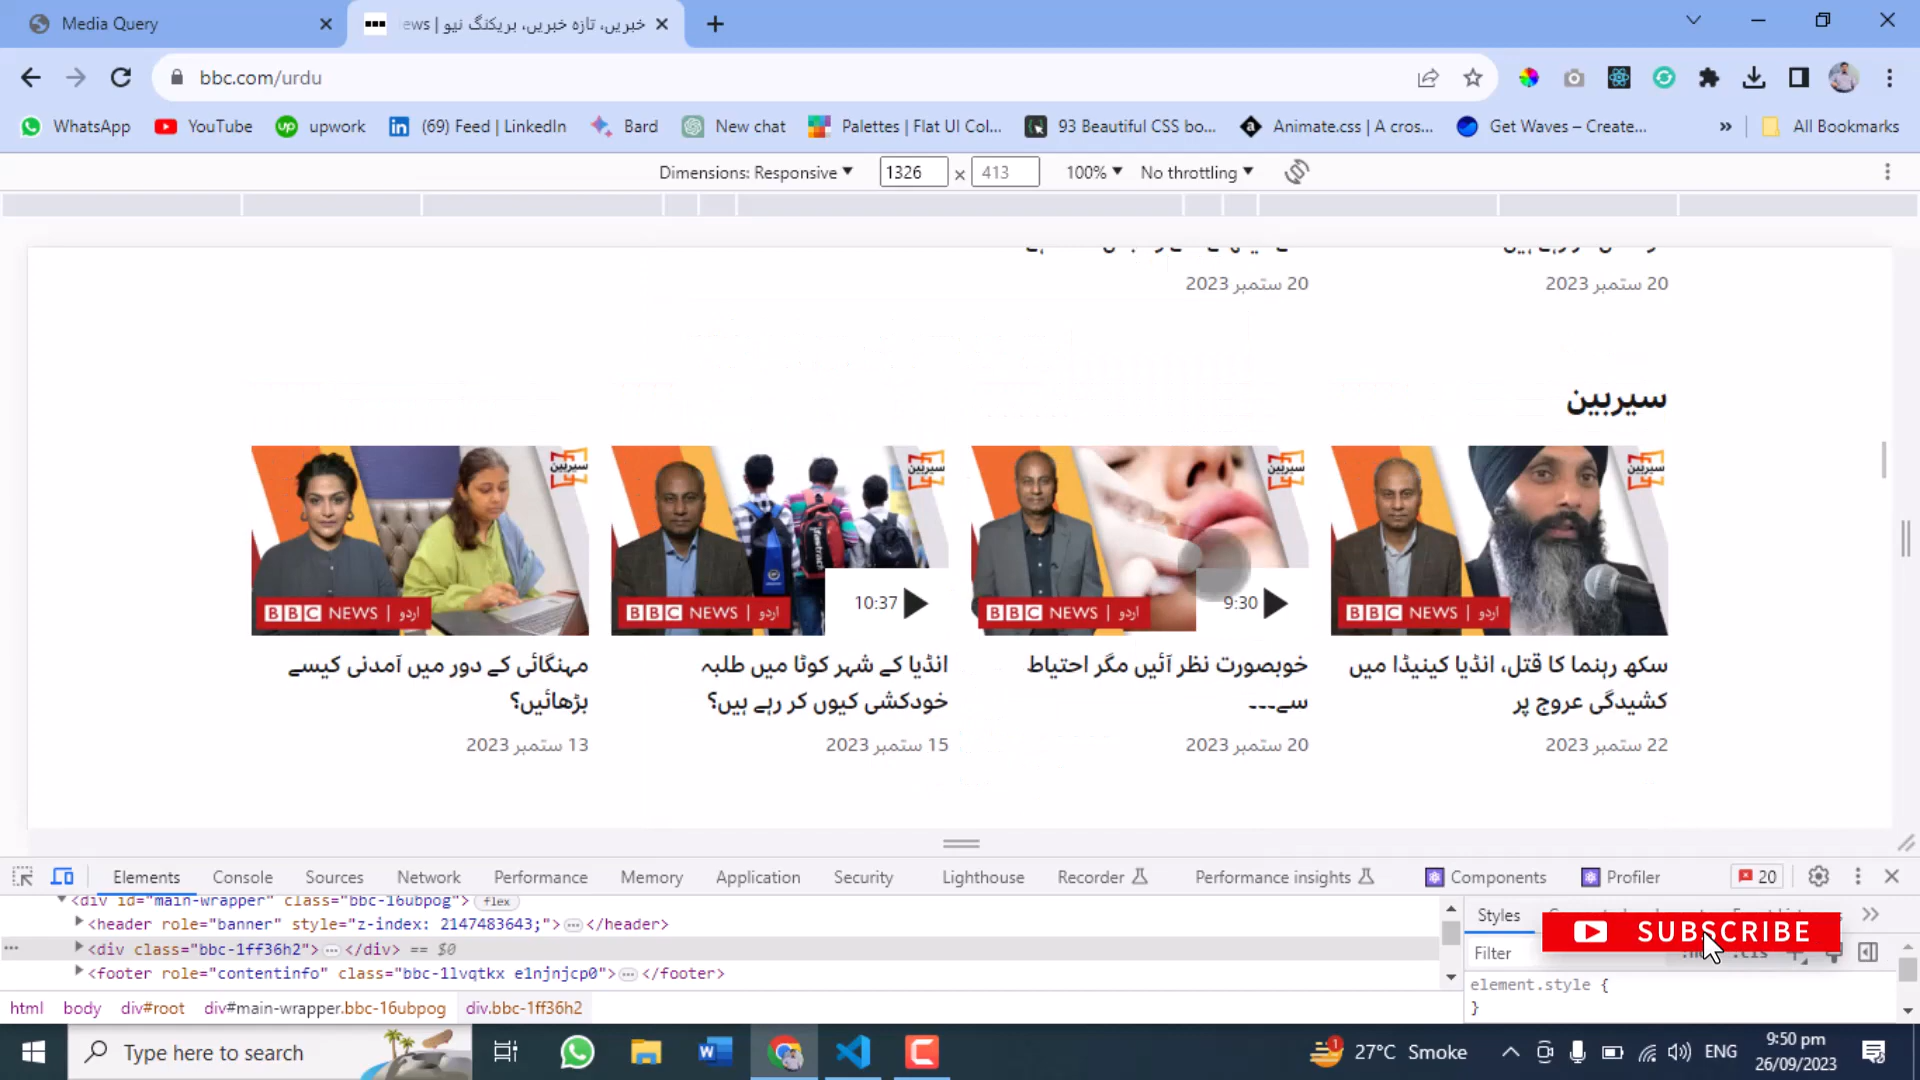 Media Query
خبریں، تازہ خبریں، بریکنگ نیو | ews
bbc.com/urdu
WhatsApp
YouTube
upwork
(69) Feed | LinkedIn
Bard
New chat
Palettes | Flat UI Col...
93 Beautiful CSS bo...
Animate.css | A cros...
Get Waves – Create...
»
All Bookmarks
Dimensions: Responsive
1326
x
413
100%
No throttling
20 ستمبر 2023
20 ستمبر 2023
سیربین
سیربین
سیربین
سیربین
سیربین
BBC NEWS | اردو
BBC NEWS | اردو
10:37
BBC NEWS | اردو
9:30
BBC NEWS | اردو
سکھ رہنما کا قتل، انڈیا کینیڈا میں
کشیدگی عروج پر
22 ستمبر 2023
خوبصورت نظر آئیں مگر احتیاط
سے۔۔۔
20 ستمبر 2023
انڈیا کے شہر کوٹا میں طلبہ
خودکشی کیوں کر رہے ہیں؟
15 ستمبر 2023
مہنگائی کے دور میں آمدنی کیسے
بڑھائیں؟
13 ستمبر 2023
Elements
Console
Sources
Network
Performance
Memory
Application
Security
Lighthouse
Recorder
Performance insights
Components
Profiler
20
<div id="main-wrapper" class="bbc-16ubpog"> flex
<header role="banner" style="z-index: 2147483643;"> … </header>
<div class="bbc-1ff36h2"> … </div> == $0
<footer role="contentinfo" class="bbc-1lvqtkx e1njnjcp0"> … </footer>
html
body
div#root
div#main-wrapper.bbc-16ubpog
div.bbc-1ff36h2
Styles
»
SUBSCRIBE
Filter
element.style {
}
Type here to search
1
27°C Smoke
ENG
9:50 pm
26/09/2023